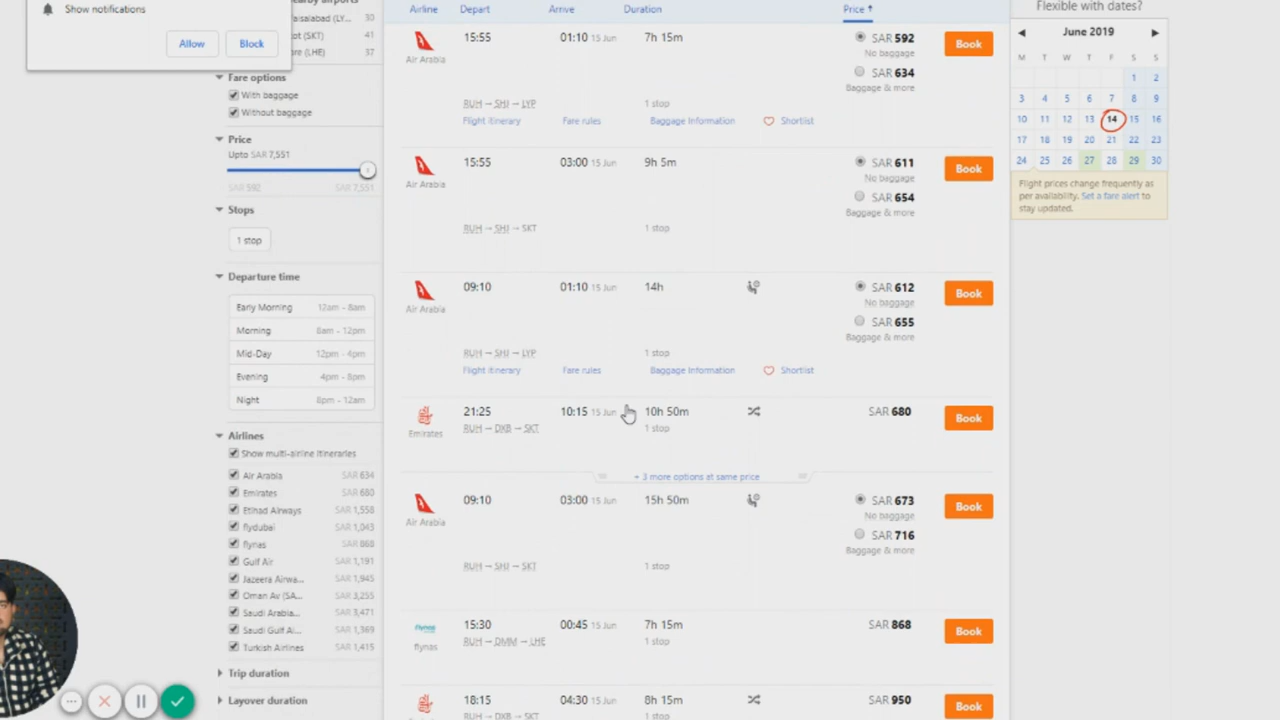 Show notifications
Allow
Block
30
(SKT) 41
(LHE) 37
Fare options
With baggage
Without baggage
Price
Upto SAR 7,551
SAR 592 SAR 7,551
Stops
1 stop
Departure time
Early Morning 12am - 8am
Morning 8am - 12pm
Mid-Day 12pm - 4pm
Evening 4pm - 8pm
Night 8pm - 12am
Airlines
Show multi-airline itineraries
Air Arabia SAR 634
Emirates SAR 680
Etihad Airways SAR 1,558
flydubai SAR 1,043
flynas SAR 868
Gulf Air SAR 1,191
Jazeera Airwa... SAR 1,945
Oman Av (SA... SAR 3,255
Saudi Arabia... SAR 3,471
Saudi Gulf Ai... SAR 1,369
Turkish Airlines SAR 1,415
Trip duration
Layover duration
Airline Depart Arrive Duration Price ↑
15:55 01:10 15 Jun 7h 15m SAR 592 Book
Air Arabia No baggage
SAR 634
Baggage & more
RUH → SHJ → LYP 1 stop
Flight itinerary Fare rules Baggage Information Shortlist
15:55 03:00 15 Jun 9h 5m SAR 611 Book
Air Arabia No baggage
SAR 654
Baggage & more
RUH → SHJ → SKT 1 stop
09:10 01:10 15 Jun 14h SAR 612 Book
Air Arabia No baggage
SAR 655
Baggage & more
RUH → SHJ → LYP 1 stop
Flight itinerary Fare rules Baggage Information Shortlist
21:25 10:15 15 Jun 10h 50m SAR 680 Book
Emirates RUH → DXB → SKT 1 stop
+ 3 more options at same price
09:10 03:00 15 Jun 15h 50m SAR 673 Book
Air Arabia No baggage
SAR 716
Baggage & more
RUH → SHJ → SKT 1 stop
15:30 00:45 15 Jun 7h 15m SAR 868 Book
flynas RUH → DMM → LHE 1 stop
18:15 04:30 15 Jun 8h 15m SAR 950 Book
RUH → DXB → SKT 1 stop
Flexible with dates?
June 2019
M T W T F S S
1 2
3 4 5 6 7 8 9
10 11 12 13 14 15 16
17 18 19 20 21 22 23
24 25 26 27 28 29 30
Flight prices change frequently as
per availability. Set a fare alert to
stay updated.